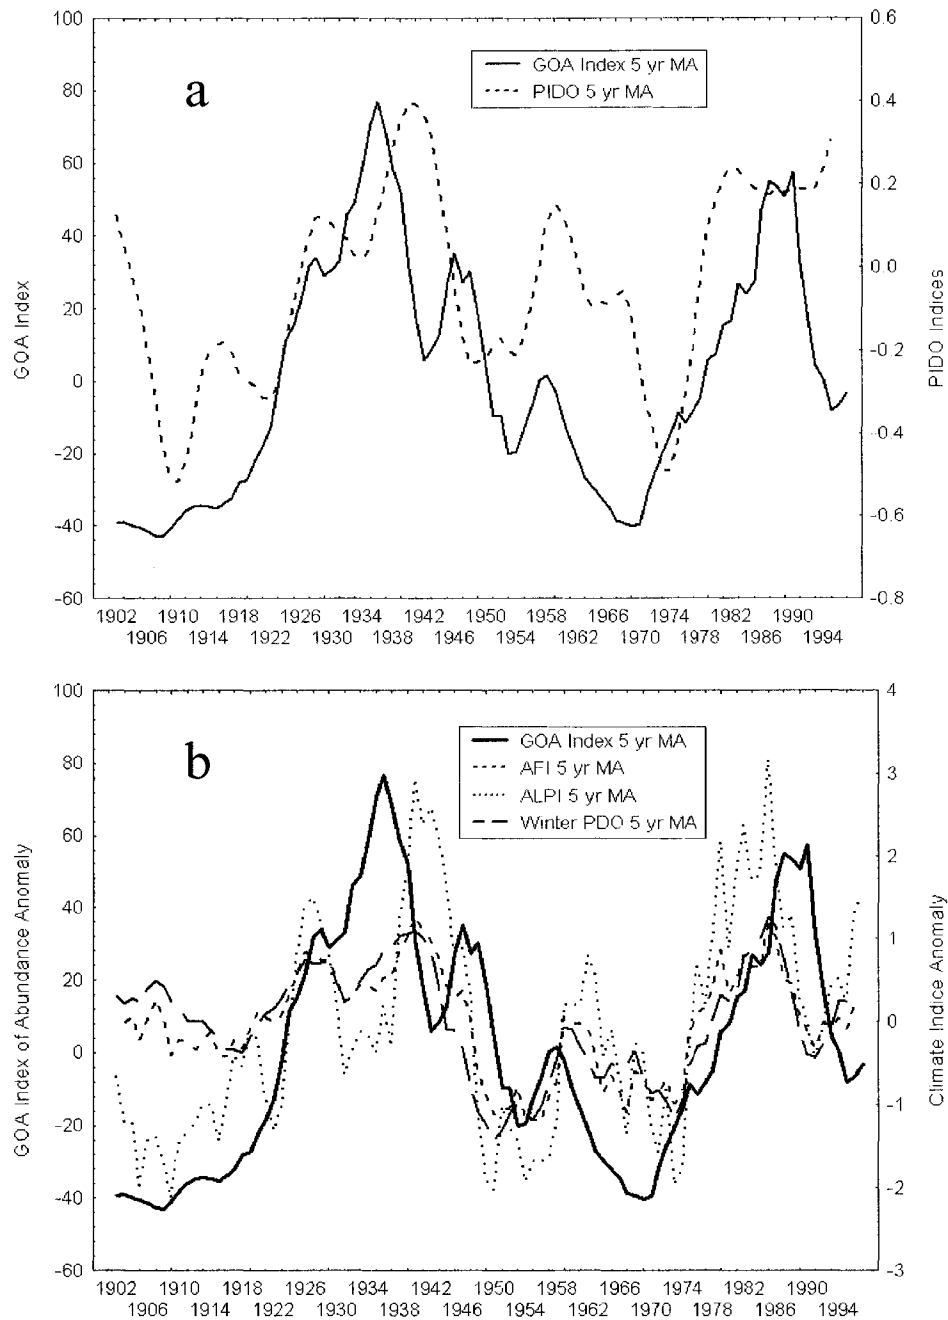 a
GOA Index 5 yr MA
PIDO 5 yr MA
100
80
60
40
20
0
-20
-40
-60
GOA Index
0.6
0.4
0.2
0.0
-0.2
-0.4
-0.6
-0.8
PIDO Indices
1902 1910 1918 1926 1934 1942 1950 1958 1966 1974 1982 1990
1906 1914 1922 1930 1938 1946 1954 1962 1970 1978 1986 1994
b
GOA Index 5 yr MA
AFI 5 yr MA
ALPI 5 yr MA
Winter PDO 5 yr MA
100
80
60
40
20
0
-20
-40
-60
GOA Index of Abundance Anomaly
4
3
2
1
0
-1
-2
-3
Climate Indice Anomaly
1902 1910 1918 1926 1934 1942 1950 1958 1966 1974 1982 1990
1906 1914 1922 1930 1938 1946 1954 1962 1970 1978 1986 1994